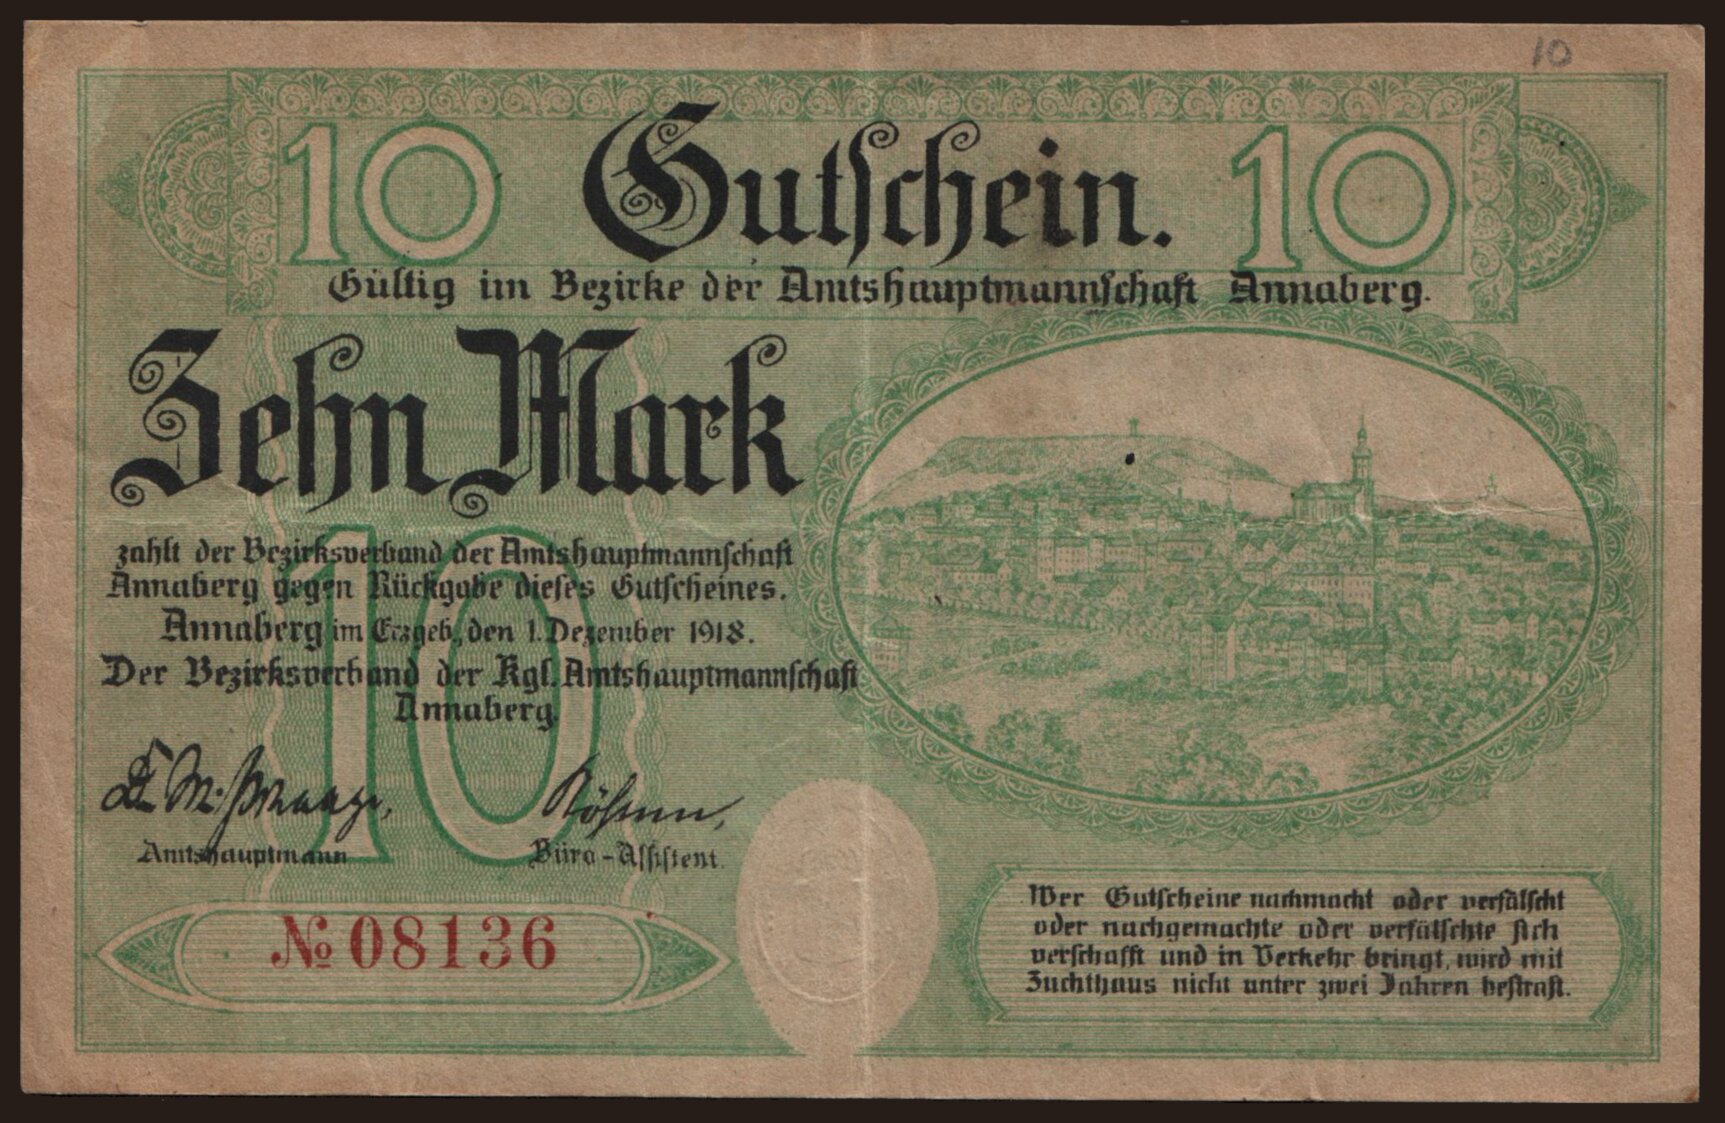 10
10 Gutschein. 10
Gültig im Bezirke der Amtshauptmannschaft Annaberg.
Zehn Mark
10
zahlt der Bezirksverband der Amtshauptmannschaft
Annaberg gegen Rückgabe dieses Gutscheines.
Annaberg im Erzgeb., den 1. Dezember 1918.
Der Bezirksverband der Kgl. Amtshauptmannschaft
Annaberg.
Amtshauptmann
Büro-Assistent.
№ 08136
Wer Gutscheine nachmacht oder verfälscht
oder nachgemachte oder verfälschte sich
verschafft und in Verkehr bringt, wird mit
Zuchthaus nicht unter zwei Jahren bestraft.